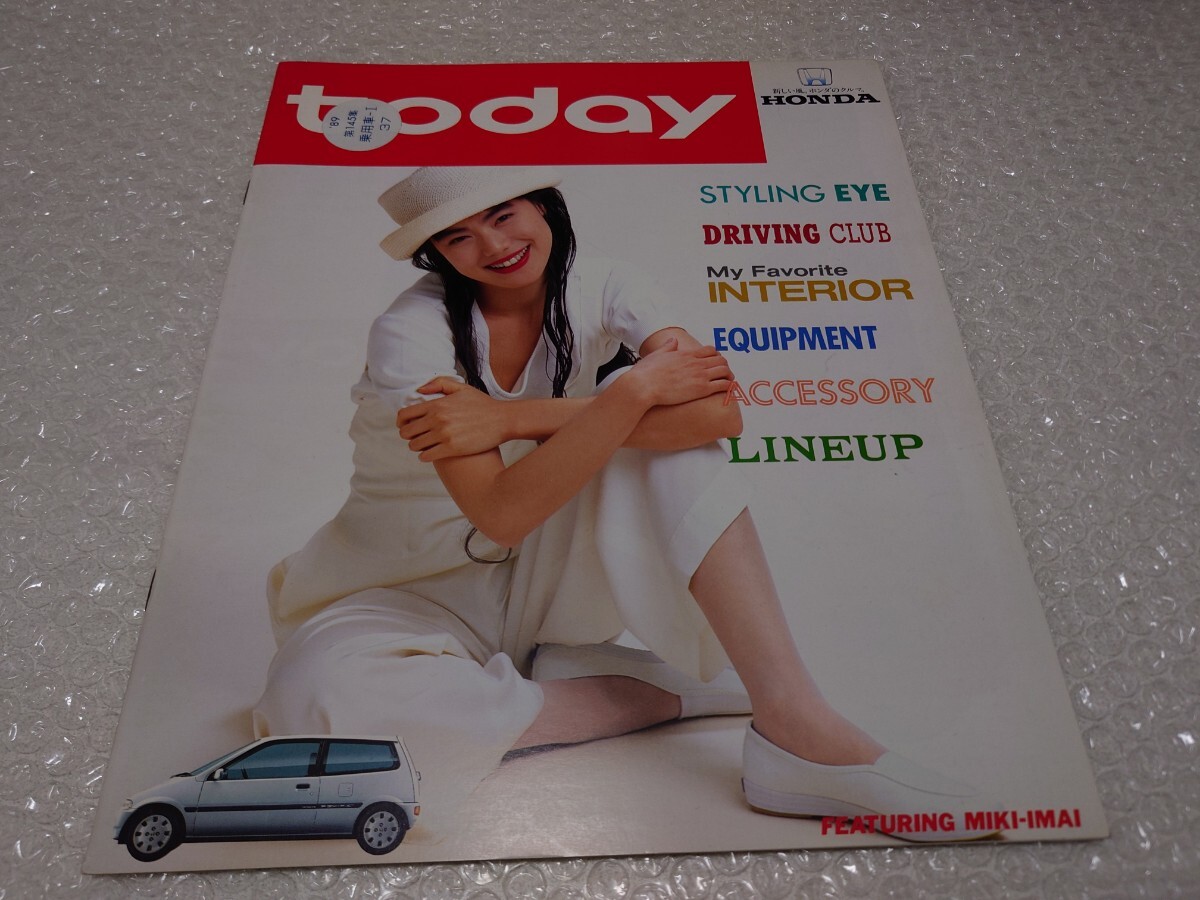 today
'89
第145集
乗用車-I
37
新しい風、ホンダのクルマ。
HONDA
STYLING EYE
DRIVING CLUB
My Favorite
INTERIOR
EQUIPMENT
ACCESSORY
LINEUP
FEATURING MIKI-IMAI